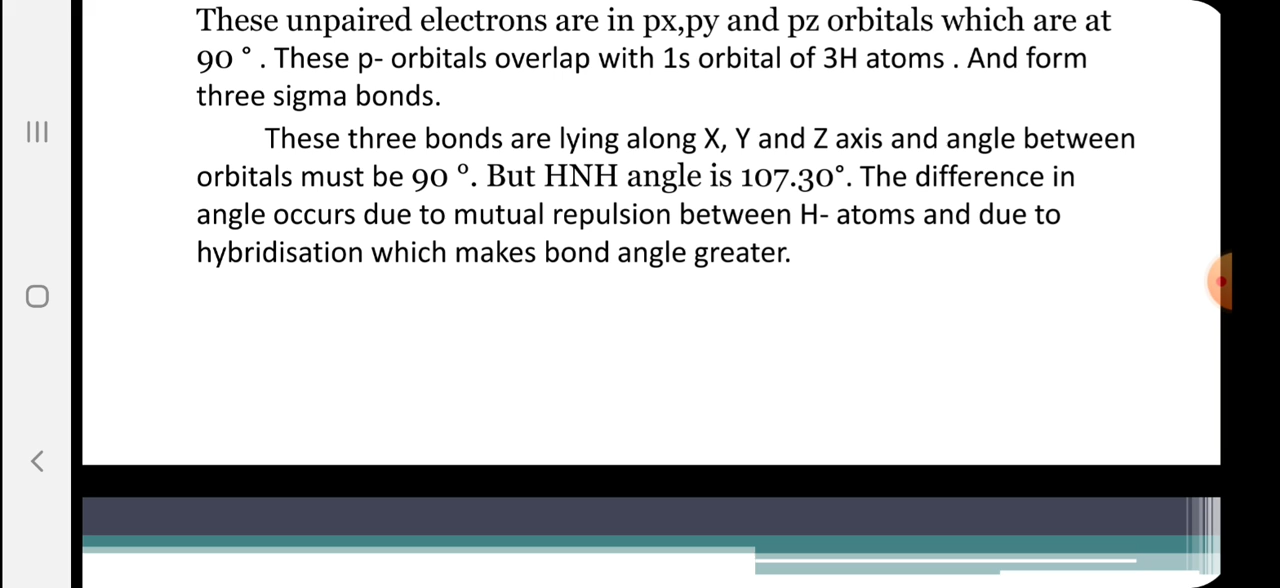 These unpaired electrons are in px,py and pz orbitals which are at
90 ° . These p- orbitals overlap with 1s orbital of 3H atoms . And form
three sigma bonds.
These three bonds are lying along X, Y and Z axis and angle between
orbitals must be 90 °. But HNH angle is 107.30°. The difference in
angle occurs due to mutual repulsion between H- atoms and due to
hybridisation which makes bond angle greater.